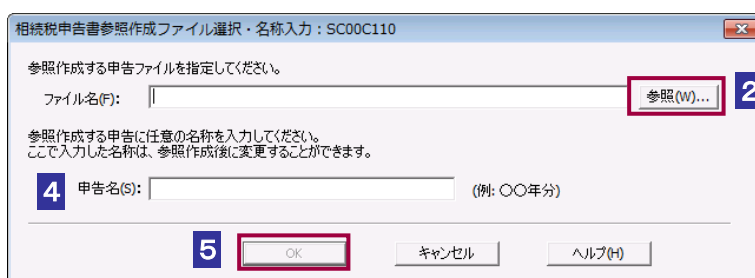 相続税申告書参照作成ファイル選択・名称入力：SC00C110
参照作成する申告ファイルを指定してください。
ファイル名(F):
参照(W)...
2
参照作成する申告に任意の名称を入力してください。
ここで入力した名称は、参照作成後に変更することができます。
4 申告名(S): (例: 〇〇年分)
5 OK キャンセル ヘルプ(H)